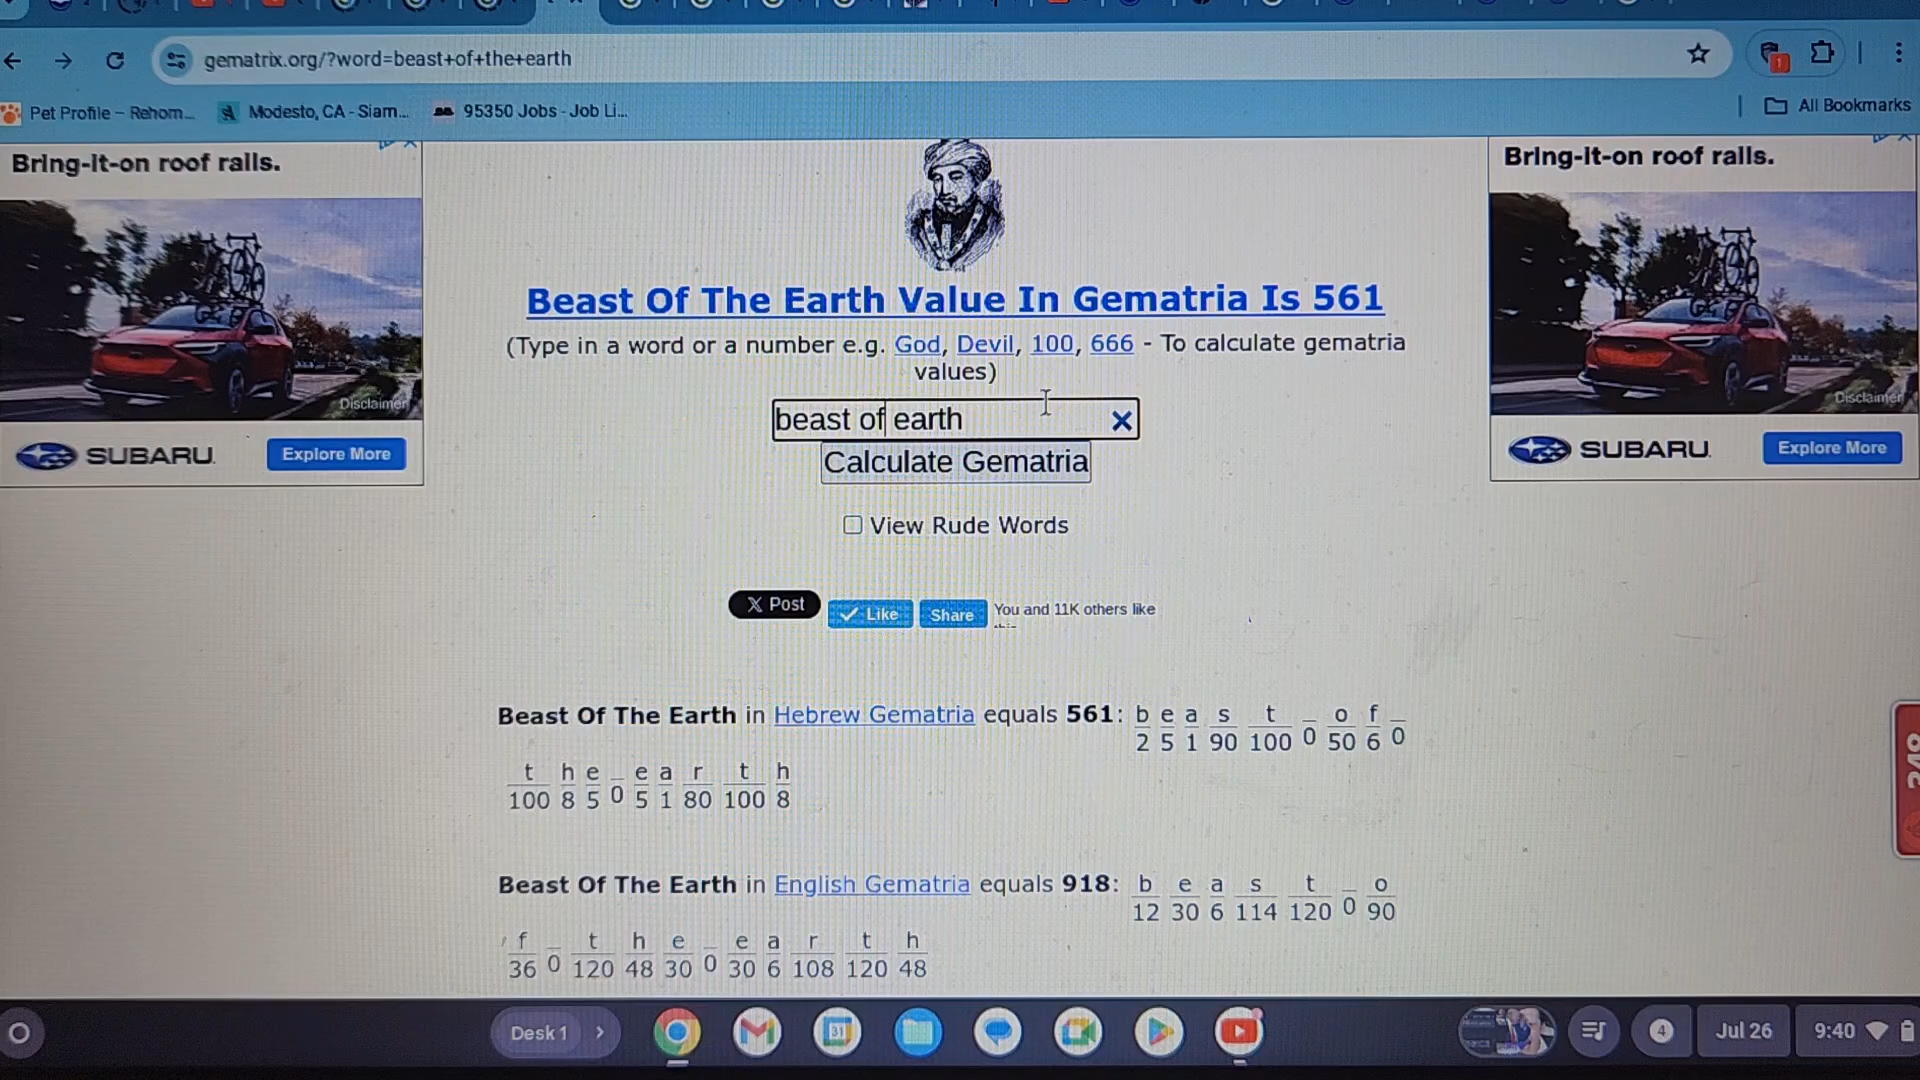 gematrix.org/?word=beast+of+the+earth
1
Pet Profile – Rehom...
Modesto, CA - Siam...
95350 Jobs - Job Li...
All Bookmarks
Bring-it-on roof rails.
Disclaimer
SUBARU
Explore More
Bring-it-on roof rails.
Disclaimer
SUBARU
Explore More
Beast Of The Earth Value In Gematria Is 561
(Type in a word or a number e.g. God, Devil, 100, 666 - To calculate gematria
values)
beast of earth
Calculate Gematria
View Rude Words
X Post
Like
Share
You and 11K others like
Beast Of The Earth in Hebrew Gematria equals 561: b e a s t _ o f _
2 5 1 90 100 0 50 6 0
t h e _ e a r t h
100 8 5 0 5 1 80 100 8
Beast Of The Earth in English Gematria equals 918: b e a s t _ o
12 30 6 114 120 0 90
f _ t h e _ e a r t h
36 0 120 48 30 0 30 6 108 120 48
Desk 1
31
4
Jul 26
9:40